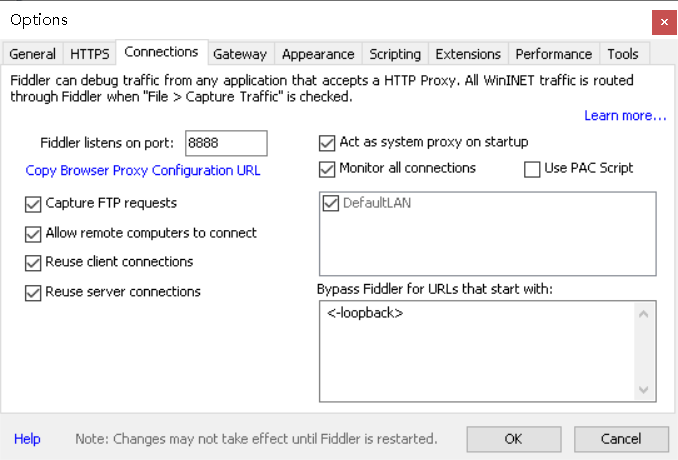 Options
General HTTPS Connections Gateway Appearance Scripting Extensions Performance Tools
Fiddler can debug traffic from any application that accepts a HTTP Proxy. All WinINET traffic is routed
through Fiddler when "File > Capture Traffic" is checked.
Learn more...
Fiddler listens on port: 8888
Copy Browser Proxy Configuration URL
Capture FTP requests
Allow remote computers to connect
Reuse client connections
Reuse server connections
Act as system proxy on startup
Monitor all connections Use PAC Script
DefaultLAN
Bypass Fiddler for URLs that start with:
<-loopback>
Help Note: Changes may not take effect until Fiddler is restarted. OK Cancel